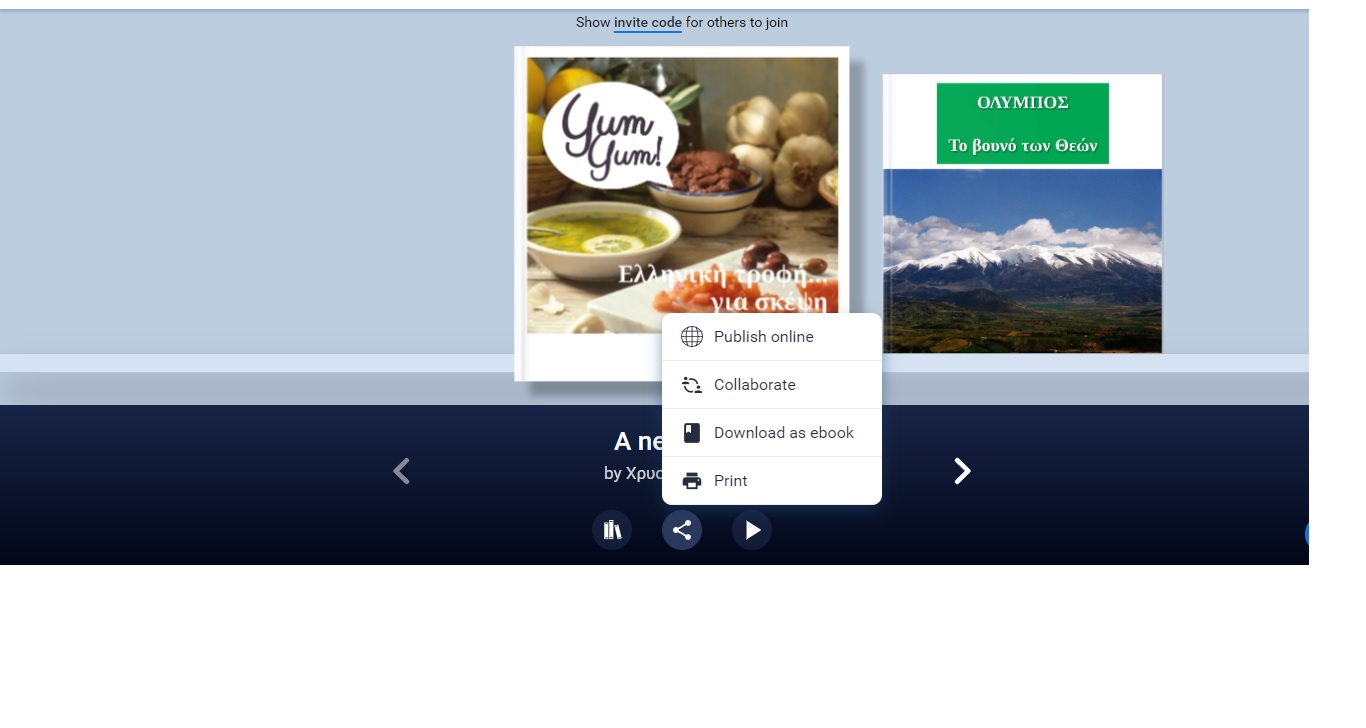 Show invite code for others to join
Yum
Yum!
Ελληνική τροφή...
για σκέψη
ΟΛΥΜΠΟΣ
Το βουνό των Θεών
Publish online
Collaborate
Download as ebook
Print
A
by